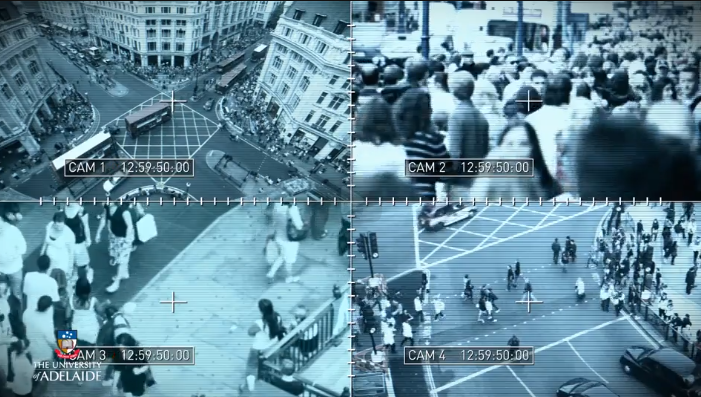 CAM 1 12:59:50:00
CAM 2 12:59:50:00
CAM 3 12:59:50:00
THE UNIVERSITY
of ADELAIDE
CAM 4 12:59:50:00